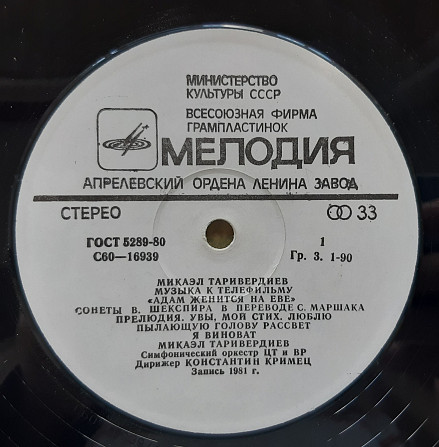 МИНИСТЕРСТВО
КУЛЬТУРЫ СССР
ВСЕСОЮЗНАЯ ФИРМА
ГРАМПЛАСТИНОК
МЕЛОДИЯ
АПРЕЛЕВСКИЙ ОРДЕНА ЛЕНИНА ЗАВОД
СТЕРЕО 33
ГОСТ 5289-80 1
С60—16939 Гр. 3. 1-90
МИКАЭЛ ТАРИВЕРДИЕВ
МУЗЫКА К ТЕЛЕФИЛЬМУ
«АДАМ ЖЕНИТСЯ НА ЕВЕ»
СОНЕТЫ В. ШЕКСПИРА В ПЕРЕВОДЕ С. МАРШАКА
ПРЕЛЮДИЯ. УВЫ, МОЙ СТИХ. ЛЮБЛЮ
ПЫЛАЮЩУЮ ГОЛОВУ РАССВЕТ
Я ВИНОВАТ
МИКАЭЛ ТАРИВЕРДИЕВ
Симфонический оркестр ЦТ и ВР
Дирижер КОНСТАНТИН КРИМЕЦ
Запись 1981 г.